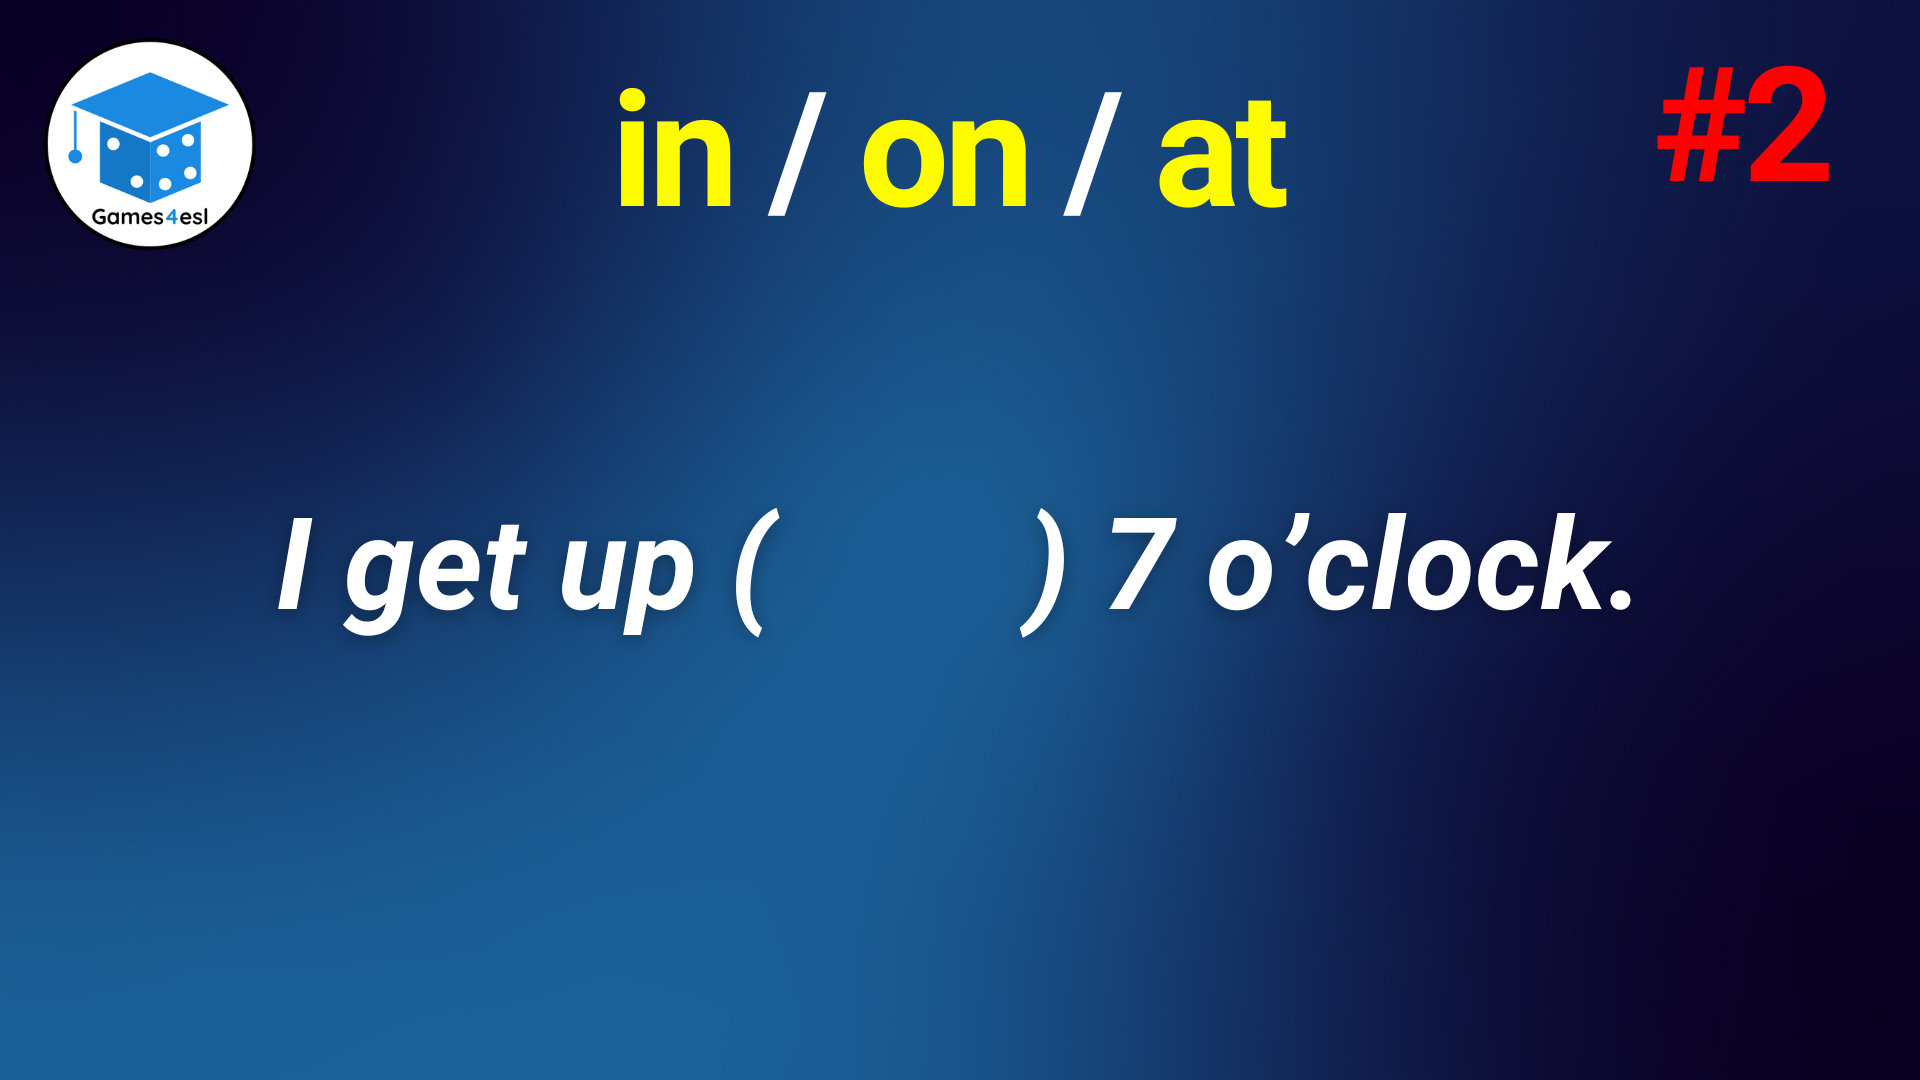 Games4esl
in / on / at
#2
I get up ( ) 7 o’clock.